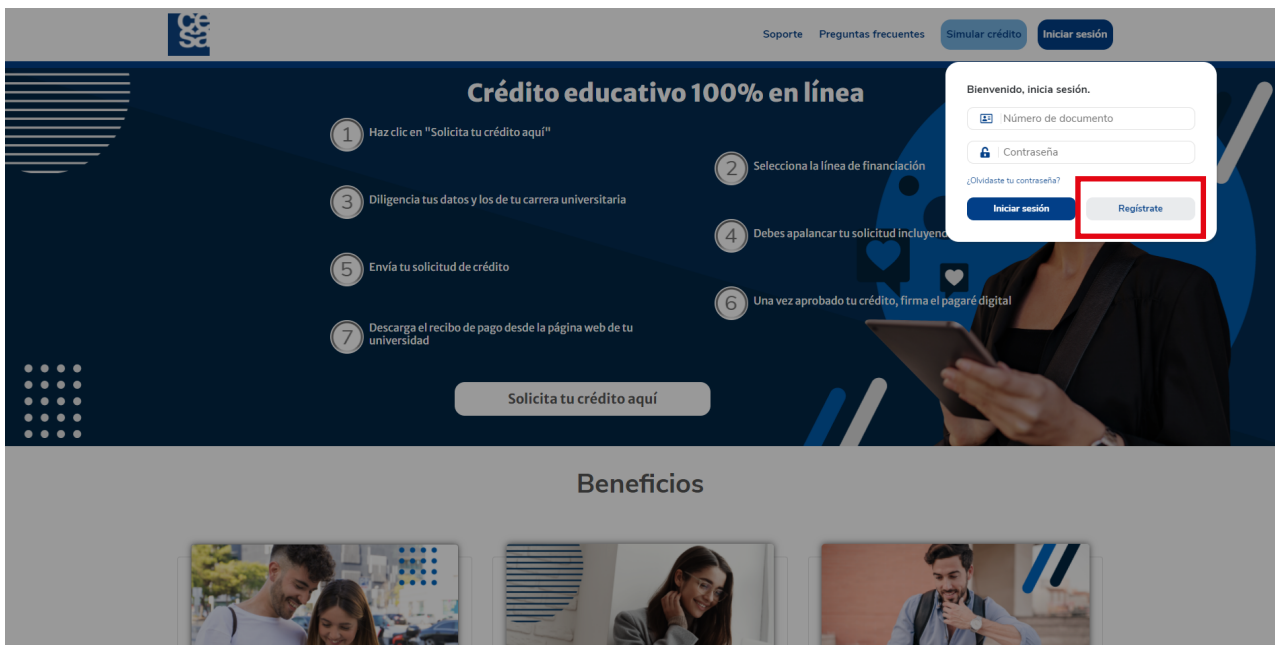 ce
sa
Soporte
Preguntas frecuentes
Simular crédito
Iniciar sesión
Bienvenido, inicia sesión.
Número de documento
Contraseña
¿Olvidaste tu contraseña?
Iniciar sesión
Regístrate
Crédito educativo 100% en línea
1
Haz clic en "Solicita tu crédito aquí"
2
Selecciona la línea de financiación
3
Diligencia tus datos y los de tu carrera universitaria
4
Debes apalancar tu solicitud incluyend
5
Envía tu solicitud de crédito
6
Una vez aprobado tu crédito, firma el pagaré digital
7
Descarga el recibo de pago desde la página web de tu
universidad
Solicita tu crédito aquí
Beneficios